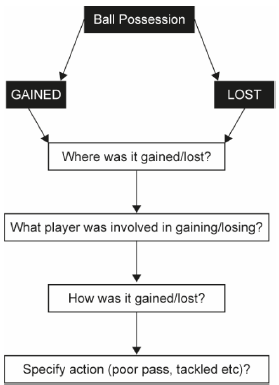 Ball Possession
GAINED
LOST
Where was it gained/lost?
What player was involved in gaining/losing?
How was it gained/lost?
Specify action (poor pass, tackled etc)?